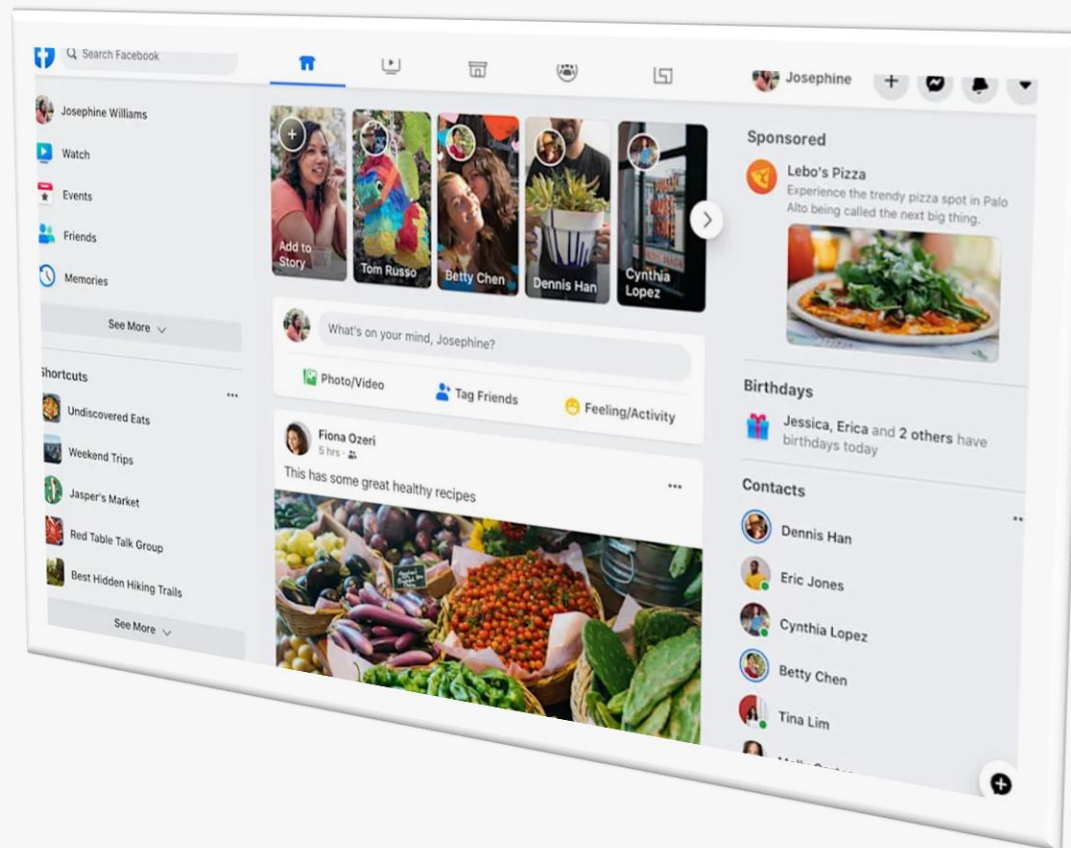 Search Facebook
Josephine
Josephine Williams
Watch
Events
Friends
Memories
See More
Shortcuts
Undiscovered Eats
Weekend Trips
Jasper's Market
Red Table Talk Group
Best Hidden Hiking Trails
See More
Add to
Story
Tom Russo
Betty Chen
Dennis Han
Cynthia
Lopez
What's on your mind, Josephine?
Photo/Video
Tag Friends
Feeling/Activity
Fiona Ozeri
5 hrs ·
This has some great healthy recipes
Sponsored
Lebo's Pizza
Experience the trendy pizza spot in Palo
Alto being called the next big thing.
Birthdays
Jessica, Erica and 2 others have
birthdays today
Contacts
Dennis Han
Eric Jones
Cynthia Lopez
Betty Chen
Tina Lim